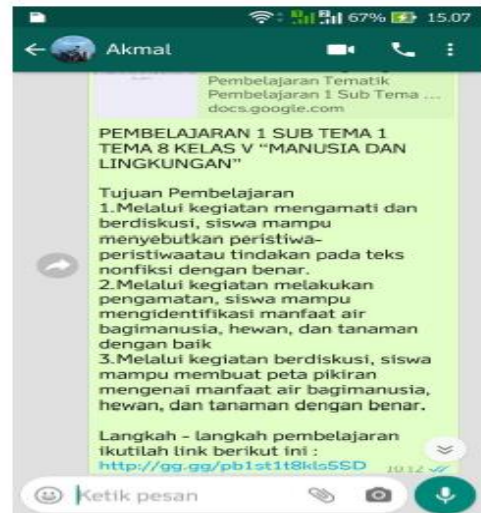 67% 15.07
Akmal
Pembelajaran Tematik
Pembelajaran 1 Sub Tema ...
docs.google.com
PEMBELAJARAN 1 SUB TEMA 1
TEMA 8 KELAS V “MANUSIA DAN
LINGKUNGAN”
Tujuan Pembelajaran
1.Melalui kegiatan mengamati dan
berdiskusi, siswa mampu
menyebutkan peristiwa-
peristiwaatau tindakan pada teks
nonfiksi dengan benar.
2.Melalui kegiatan melakukan
pengamatan, siswa mampu
mengidentifikasi manfaat air
bagimanusia, hewan, dan tanaman
dengan baik
3.Melalui kegiatan berdiskusi, siswa
mampu membuat peta pikiran
mengenai manfaat air bagimanusia,
hewan, dan tanaman dengan benar.
Langkah - langkah pembelajaran
ikutilah link berikut ini :
http://gg.gg/pb1st1t8kls5SD 10.12
Ketik pesan